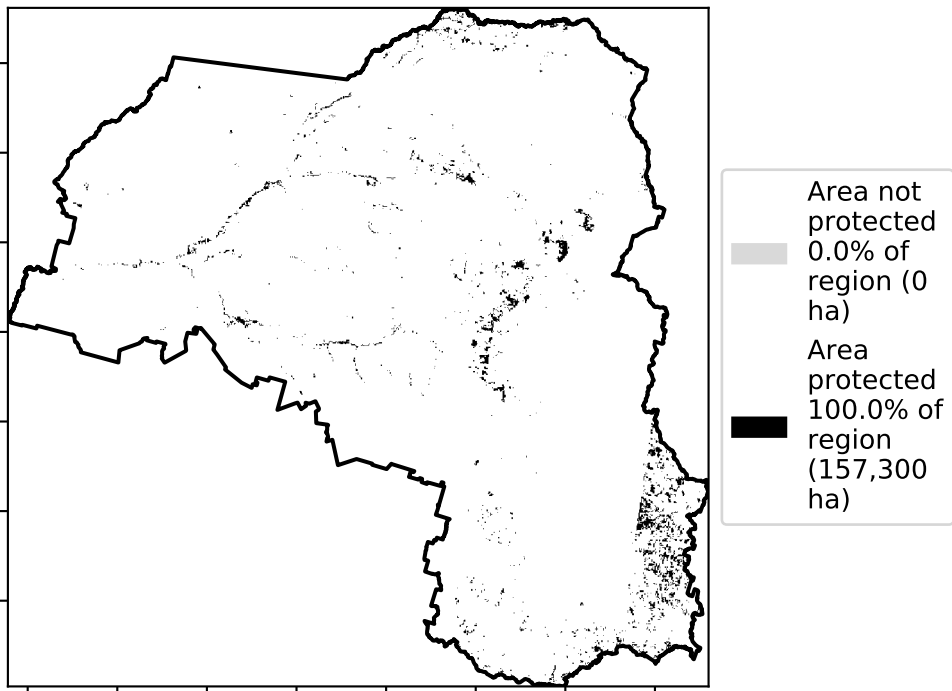 Area not
protected
0.0% of
region (0
ha)
Area
protected
100.0% of
region
(157,300
ha)